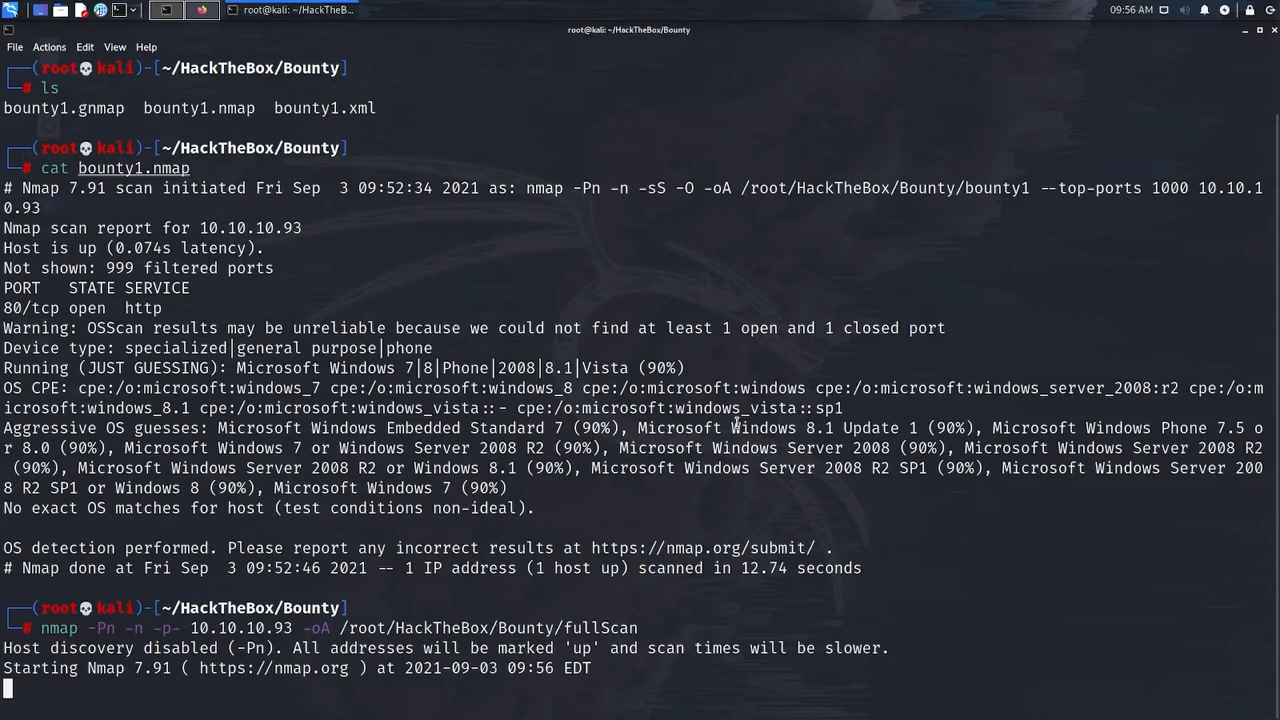 root@kali: ~/HackTheB...
09:56 AM
root@kali: ~/HackTheBox/Bounty
File Actions Edit View Help
┌──(root💀kali)-[~/HackTheBox/Bounty]
└─# ls
bounty1.gnmap  bounty1.nmap  bounty1.xml
┌──(root💀kali)-[~/HackTheBox/Bounty]
└─# cat bounty1.nmap
# Nmap 7.91 scan initiated Fri Sep  3 09:52:34 2021 as: nmap -Pn -n -sS -O -oA /root/HackTheBox/Bounty/bounty1 --top-ports 1000 10.10.1
0.93
Nmap scan report for 10.10.10.93
Host is up (0.074s latency).
Not shown: 999 filtered ports
PORT   STATE SERVICE
80/tcp open  http
Warning: OSScan results may be unreliable because we could not find at least 1 open and 1 closed port
Device type: specialized|general purpose|phone
Running (JUST GUESSING): Microsoft Windows 7|8|Phone|2008|8.1|Vista (90%)
OS CPE: cpe:/o:microsoft:windows_7 cpe:/o:microsoft:windows_8 cpe:/o:microsoft:windows cpe:/o:microsoft:windows_server_2008:r2 cpe:/o:m
icrosoft:windows_8.1 cpe:/o:microsoft:windows_vista::- cpe:/o:microsoft:windows_vista::sp1
Aggressive OS guesses: Microsoft Windows Embedded Standard 7 (90%), Microsoft Windows 8.1 Update 1 (90%), Microsoft Windows Phone 7.5 o
r 8.0 (90%), Microsoft Windows 7 or Windows Server 2008 R2 (90%), Microsoft Windows Server 2008 (90%), Microsoft Windows Server 2008 R2
 (90%), Microsoft Windows Server 2008 R2 or Windows 8.1 (90%), Microsoft Windows Server 2008 R2 SP1 (90%), Microsoft Windows Server 200
8 R2 SP1 or Windows 8 (90%), Microsoft Windows 7 (90%)
No exact OS matches for host (test conditions non-ideal).
OS detection performed. Please report any incorrect results at https://nmap.org/submit/ .
# Nmap done at Fri Sep  3 09:52:46 2021 -- 1 IP address (1 host up) scanned in 12.74 seconds
┌──(root💀kali)-[~/HackTheBox/Bounty]
└─# nmap -Pn -n -p- 10.10.10.93 -oA /root/HackTheBox/Bounty/fullScan
Host discovery disabled (-Pn). All addresses will be marked 'up' and scan times will be slower.
Starting Nmap 7.91 ( https://nmap.org ) at 2021-09-03 09:56 EDT